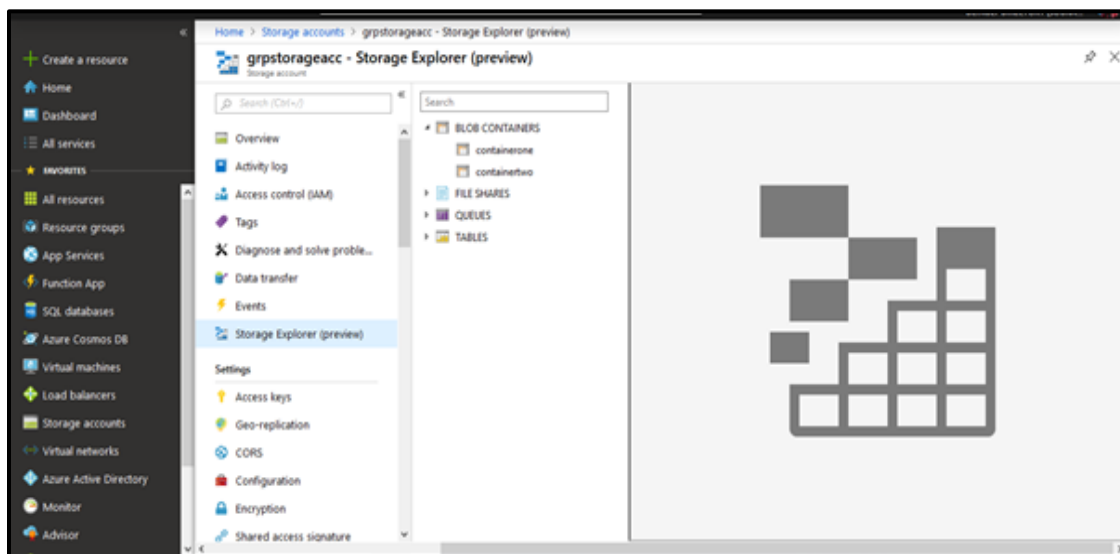 «
Create a resource
Home
Dashboard
All services
FAVORITES
All resources
Resource groups
App Services
Function App
SQL databases
Azure Cosmos DB
Virtual machines
Load balancers
Storage accounts
Virtual networks
Azure Active Directory
Monitor
Advisor
Home > Storage accounts > grpstorageacc - Storage Explorer (preview)
grpstorageacc - Storage Explorer (preview)
Storage account
Search (Ctrl+/)
«
Overview
Activity log
Access control (IAM)
Tags
Diagnose and solve proble...
Data transfer
Events
Storage Explorer (preview)
Settings
Access keys
Geo-replication
CORS
Configuration
Encryption
Shared access signature
Search
BLOB CONTAINERS
containerone
containertwo
FILE SHARES
QUEUES
TABLES